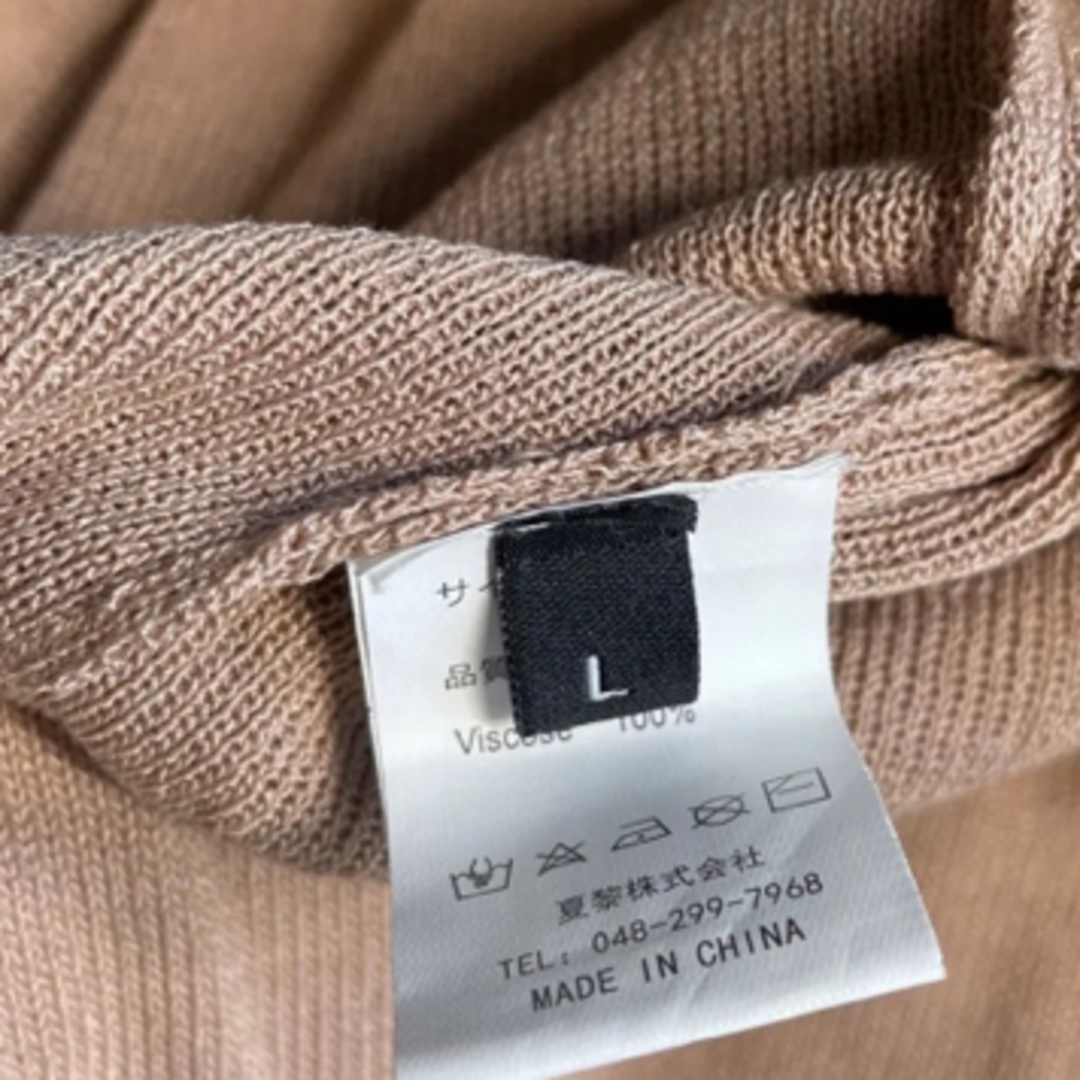 サイ
品質
L
Viscose 100%
夏黎株式会社
TEL: 048-299-7968
MADE IN CHINA